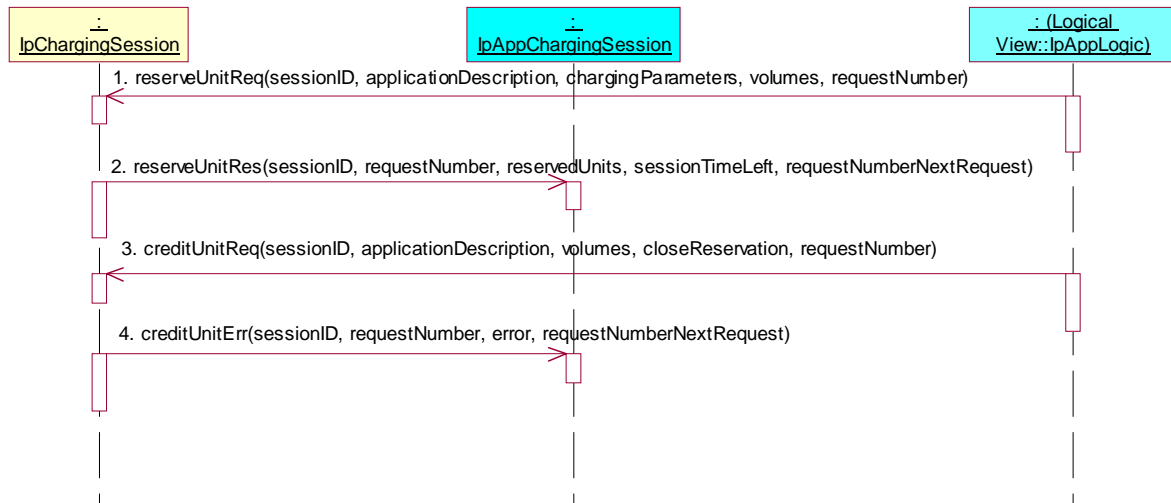 :
IpChargingSession
:
IpAppChargingSession
: (Logical
View::IpAppLogic)
1. reserveUnitReq(sessionID, applicationDescription, chargingParameters, volumes, requestNumber)
2. reserveUnitRes(sessionID, requestNumber, reservedUnits, sessionTimeLeft, requestNumberNextRequest)
3. creditUnitReq(sessionID, applicationDescription, volumes, closeReservation, requestNumber)
4. creditUnitErr(sessionID, requestNumber, error, requestNumberNextRequest)